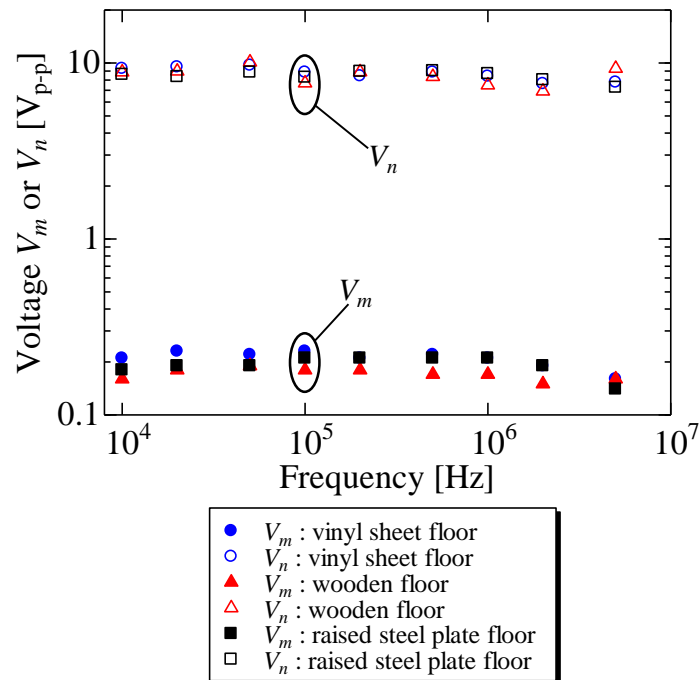 Voltage V_m or V_n [V_p-p]
10
1
0.1
V_n
V_m
10^4 10^5 10^6 10^7
Frequency [Hz]
V_m : vinyl sheet floor
V_n : vinyl sheet floor
V_m : wooden floor
V_n : wooden floor
V_m : raised steel plate floor
V_n : raised steel plate floor